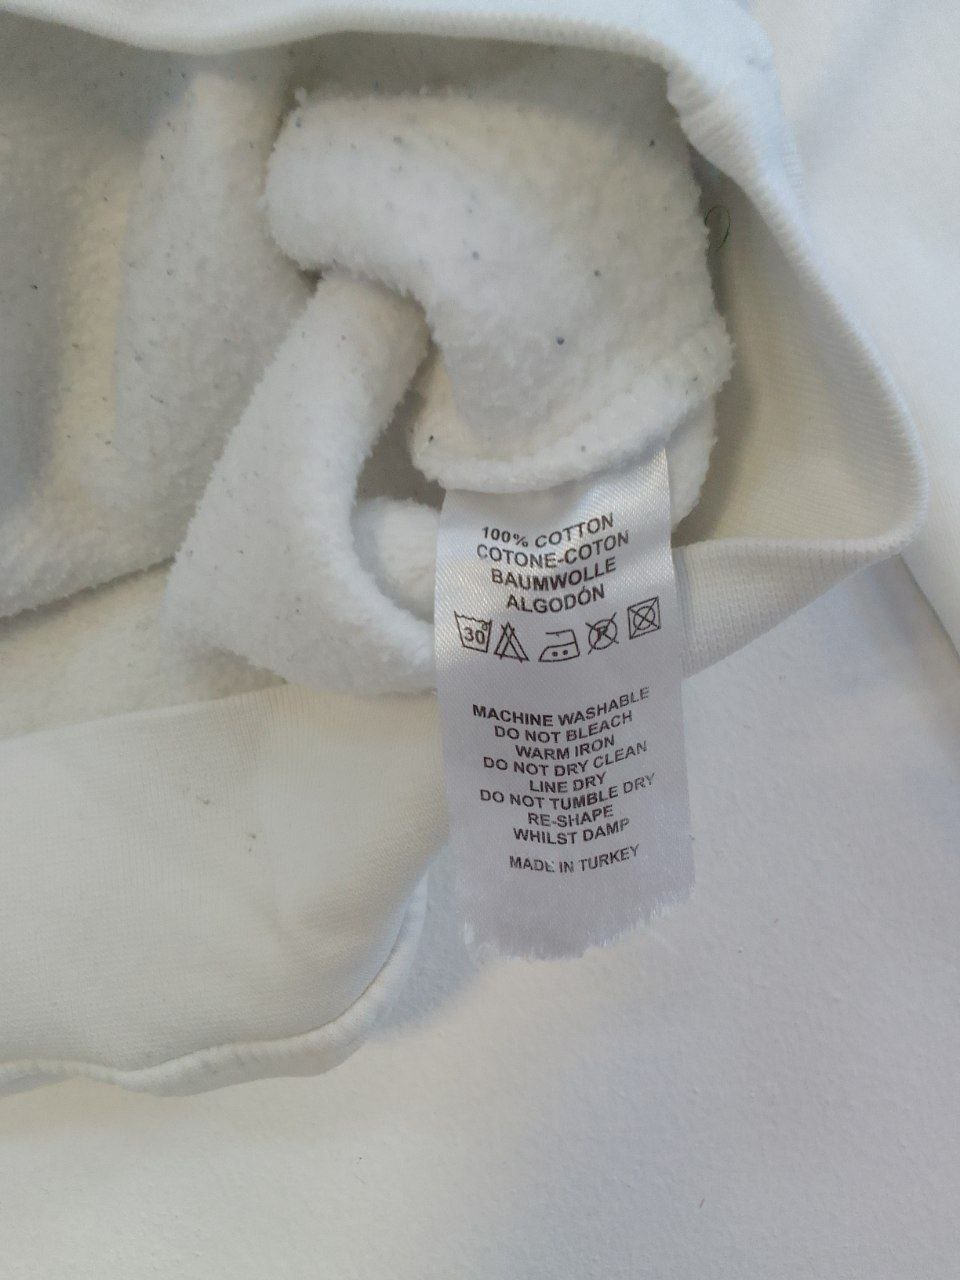 100% COTTON
COTONE-COTON
BAUMWOLLE
ALGODÓN
30 P
MACHINE WASHABLE
DO NOT BLEACH
WARM IRON
DO NOT DRY CLEAN
LINE DRY
DO NOT TUMBLE DRY
RE-SHAPE
WHILST DAMP
MADE IN TURKEY